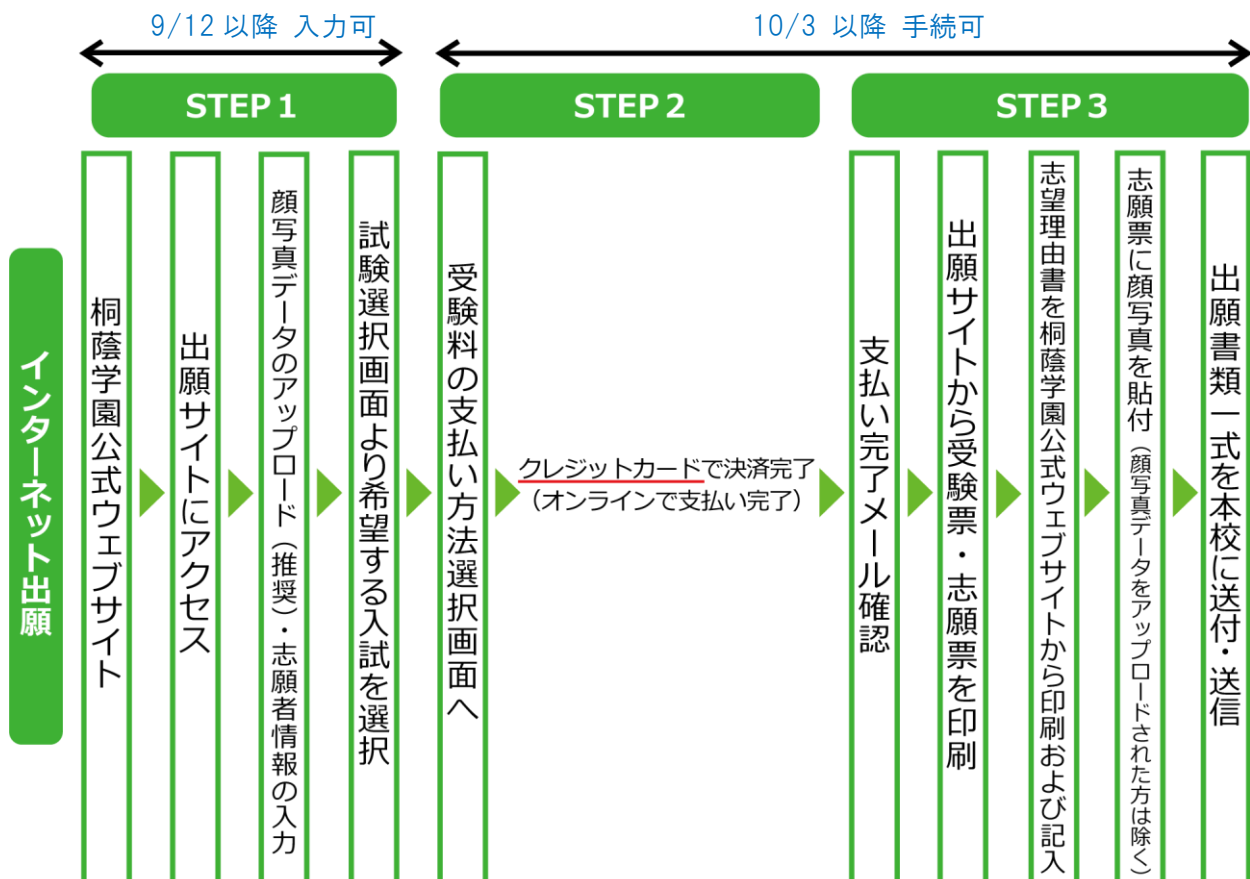 9/12 以降 入力可
10/3 以降 手続可
STEP 1
STEP 2
STEP 3
インターネット出願
桐蔭学園公式ウェブサイト
出願サイトにアクセス
顔写真データのアップロード（推奨）・志願者情報の入力
試験選択画面より希望する入試を選択
受験料の支払い方法選択画面へ
クレジットカードで決済完了
（オンラインで支払い完了）
支払い完了メール確認
出願サイトから受験票・志願票を印刷
志望理由書を桐蔭学園公式ウェブサイトから印刷および記入
志願票に顔写真を貼付（顔写真データをアップロードされた方は除く）
出願書類一式を本校に送付・送信